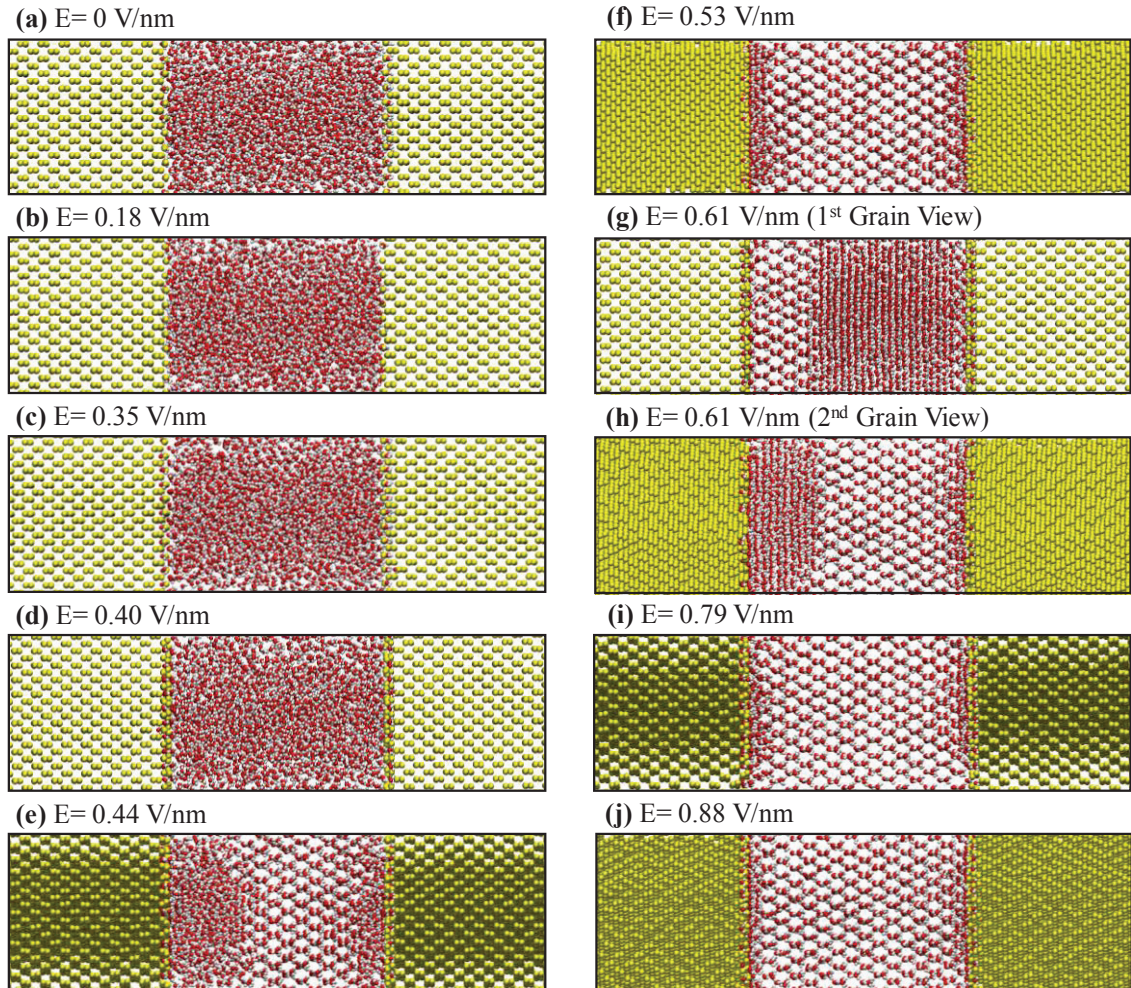 (a) E= 0 V/nm
(b) E= 0.18 V/nm
(c) E= 0.35 V/nm
(d) E= 0.40 V/nm
(e) E= 0.44 V/nm
(f) E= 0.53 V/nm
(g) E= 0.61 V/nm (1st Grain View)
(h) E= 0.61 V/nm (2nd Grain View)
(i) E= 0.79 V/nm
(j) E= 0.88 V/nm